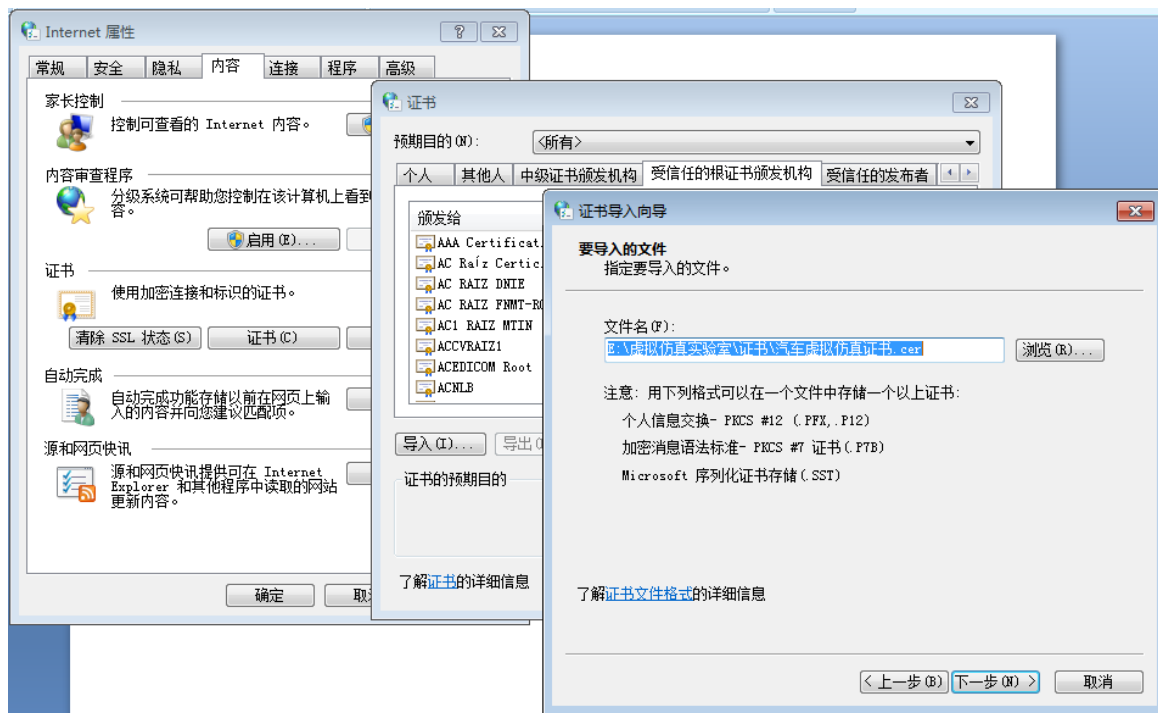 Internet 属性
常规 安全 隐私 内容 连接 程序 高级
家长控制
控制可查看的 Internet 内容。
内容审查程序
分级系统可帮助您控制在该计算机上看到
容。
启用(E)...
证书
使用加密连接和标识的证书。
清除 SSL 状态(S) 证书(C)
自动完成
自动完成功能存储以前在网页上输
入的内容并向您建议匹配项。
源和网页快讯
源和网页快讯提供可在 Internet
Explorer 和其他程序中读取的网站
更新内容。
确定
证书
预期目的(N): <所有>
个人 其他人 中级证书颁发机构 受信任的根证书颁发机构 受信任的发布者
颁发给
AAA Certificat
AC Raíz Certic
AC RAIZ DNIE
AC RAIZ FNMT-R
AC1 RAIZ MTIN
ACCVRAIZ1
ACEDICOM Root
ACNLB
导入(I)... 导出
证书的预期目的
了解证书的详细信息
证书导入向导
要导入的文件
指定要导入的文件。
文件名(F):
E:\虚拟仿真实验室\证书\汽车虚拟仿真证书.cer 浏览(R)...
注意: 用下列格式可以在一个文件中存储一个以上证书:
个人信息交换- PKCS #12 (.PFX,.P12)
加密消息语法标准- PKCS #7 证书(.P7B)
Microsoft 序列化证书存储(.SST)
了解证书文件格式的详细信息
< 上一步(B) 下一步(N) > 取消